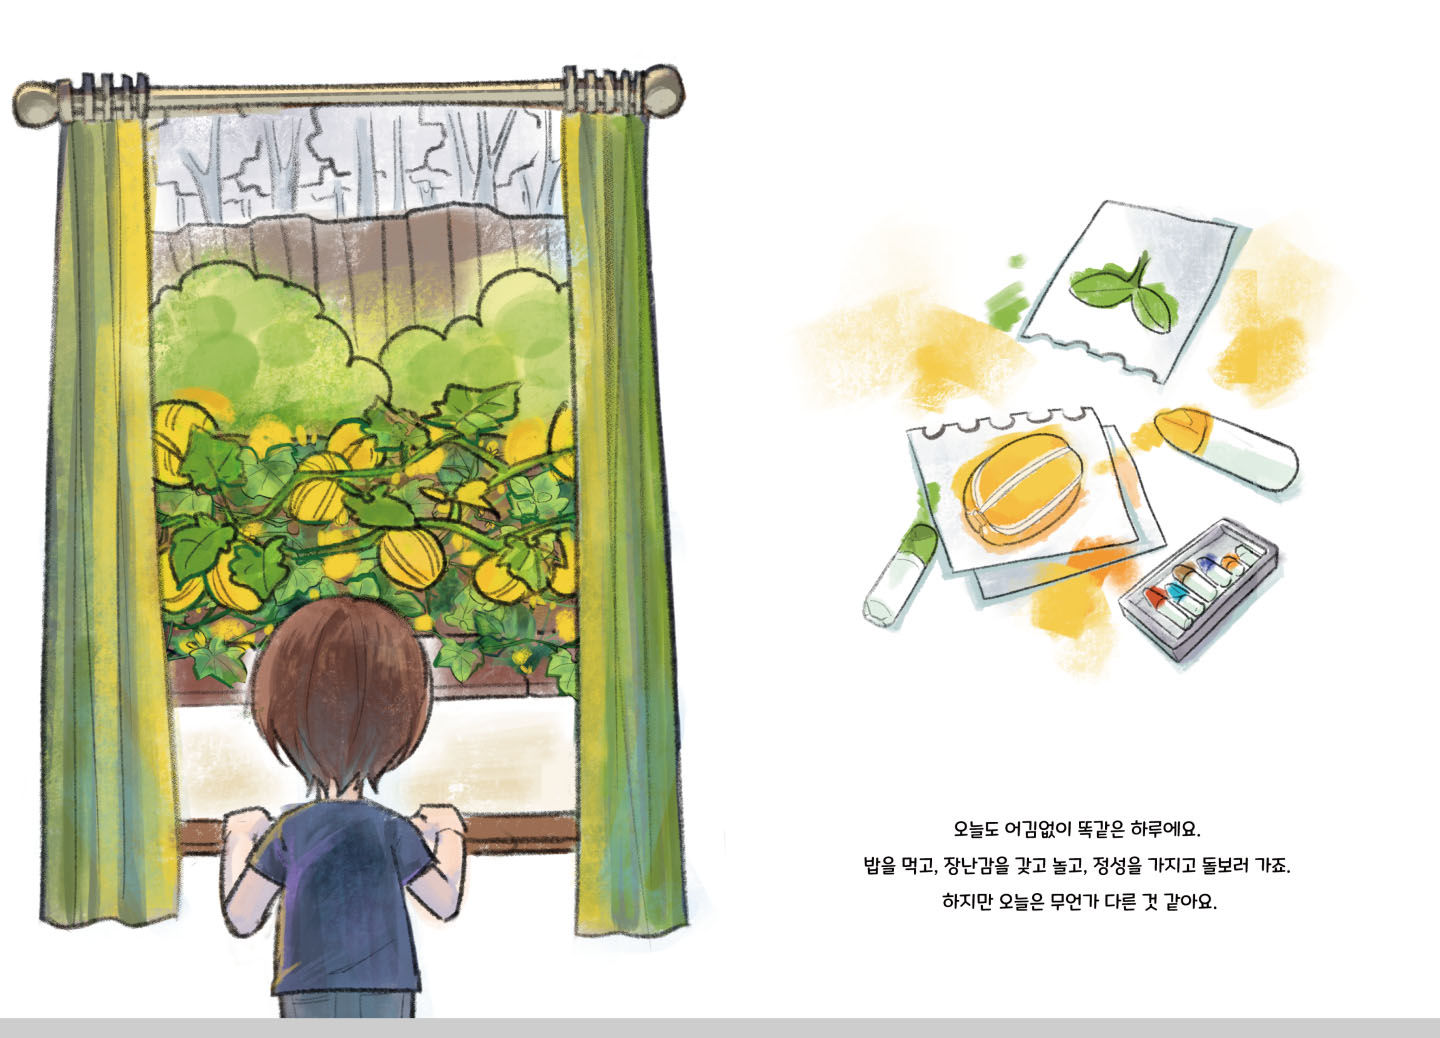 오늘도 어김없이 똑같은 하루에요.
밥을 먹고, 장난감을 갖고 놀고, 정성을 가지고 돌보러 가죠.
하지만 오늘은 무언가 다른 것 같아요.